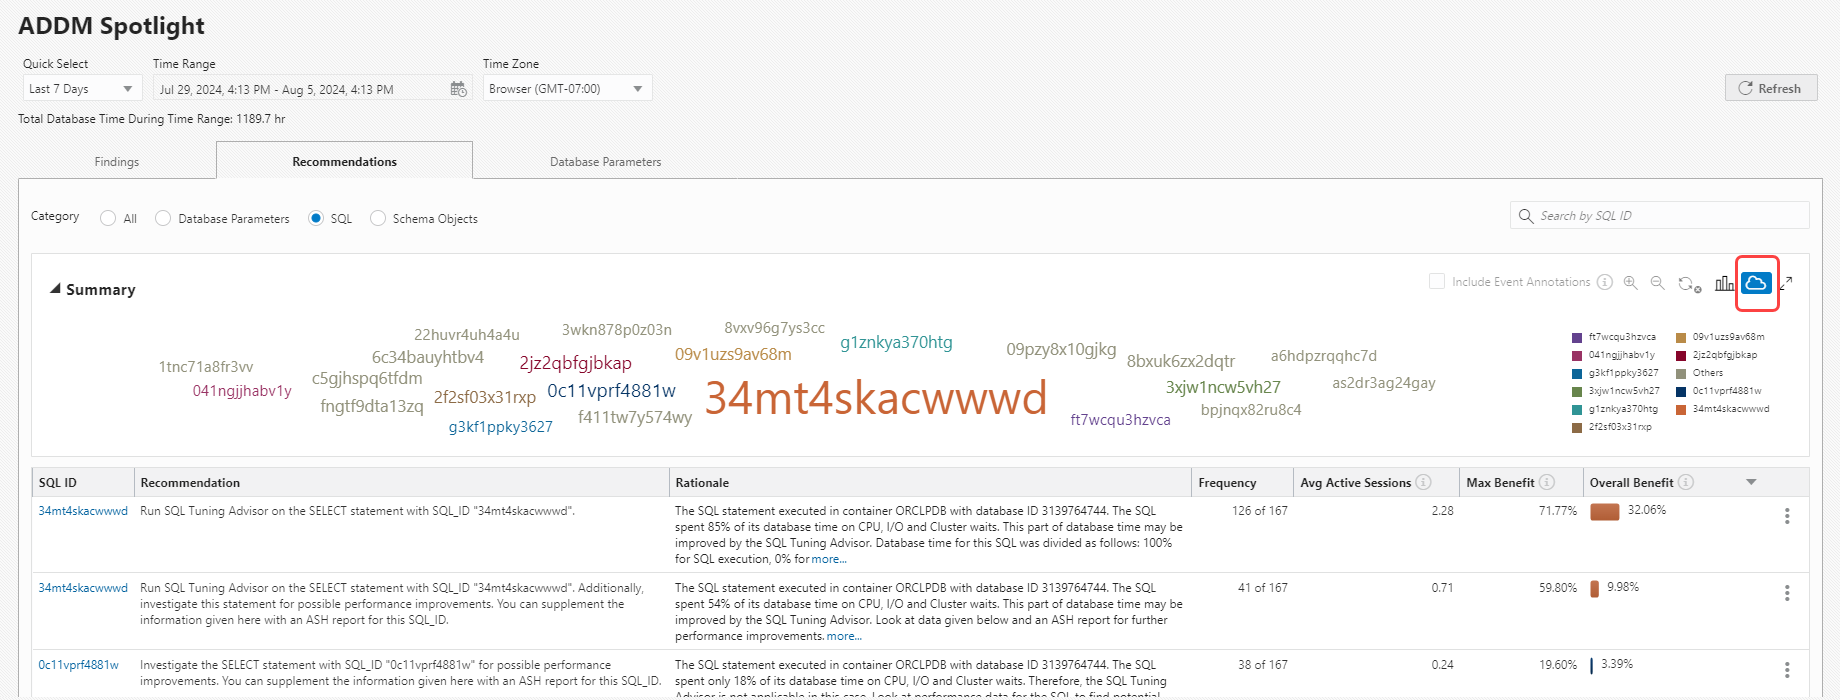 ADDM Spotlight
Quick Select
Time Range
Time Zone
Last 7 Days
Jul 29, 2024, 4:13 PM - Aug 5, 2024, 4:13 PM
Browser (GMT-07:00)
Refresh
Total Database Time During Time Range: 1189.7 hr
Findings
Recommendations
Database Parameters
Category
All
Database Parameters
SQL
Schema Objects
Search by SQL ID
Summary
Include Event Annotations
22huvr4uh4a4u
3wkn878p0z03n
8vxv96g7ys3cc
1tnc71a8fr3vv
6c34bauyhtbv4
2jz2qbfgjbkap
09v1uzs9av68m
g1znkya370htg
09pzy8x10gjkg
8bxuk6zx2dqtr
a6hdpzrqqhc7d
041ngjjhabv1y
c5gjhspq6tfdm
fngtf9dta13zq
2f2sf03x31rxp
0c11vprf4881w
34mt4skacwwwd
3xjw1ncw5vh27
as2dr3ag24gay
g3kf1ppky3627
f411tw7y574wy
ft7wcqu3hzvca
bpjnqx82ru8c4
ft7wcqu3hzvca
09v1uzs9av68m
041ngjjhabv1y
2jz2qbfgjbkap
g3kf1ppky3627
Others
3xjw1ncw5vh27
0c11vprf4881w
g1znkya370htg
34mt4skacwwwd
2f2sf03x31rxp
SQL ID
Recommendation
Rationale
Frequency
Avg Active Sessions
Max Benefit
Overall Benefit
34mt4skacwwwd
Run SQL Tuning Advisor on the SELECT statement with SQL_ID "34mt4skacwwwd".
The SQL statement executed in container ORCLPDB with database ID 3139764744. The SQL
spent 85% of its database time on CPU, I/O and Cluster waits. This part of database time may be
improved by the SQL Tuning Advisor. Database time for this SQL was divided as follows: 100%
for SQL execution, 0% for more...
126 of 167
2.28
71.77%
32.06%
34mt4skacwwwd
Run SQL Tuning Advisor on the SELECT statement with SQL_ID "34mt4skacwwwd". Additionally,
investigate this statement for possible performance improvements. You can supplement the
information given here with an ASH report for this SQL_ID.
The SQL statement executed in container ORCLPDB with database ID 3139764744. The SQL
spent 54% of its database time on CPU, I/O and Cluster waits. This part of database time may be
improved by the SQL Tuning Advisor. Look at data given below and an ASH report for further
performance improvements. more...
41 of 167
0.71
59.80%
9.98%
0c11vprf4881w
Investigate the SELECT statement with SQL_ID "0c11vprf4881w" for possible performance
improvements. You can supplement the information given here with an ASH report for this SQL_ID.
The SQL statement executed in container ORCLPDB with database ID 3139764744. The SQL
spent only 18% of its database time on CPU, I/O and Cluster waits. Therefore, the SQL Tuning
Advisor is not applicable in this case. Look at performance data for the SQL to find potential
38 of 167
0.24
19.60%
3.39%